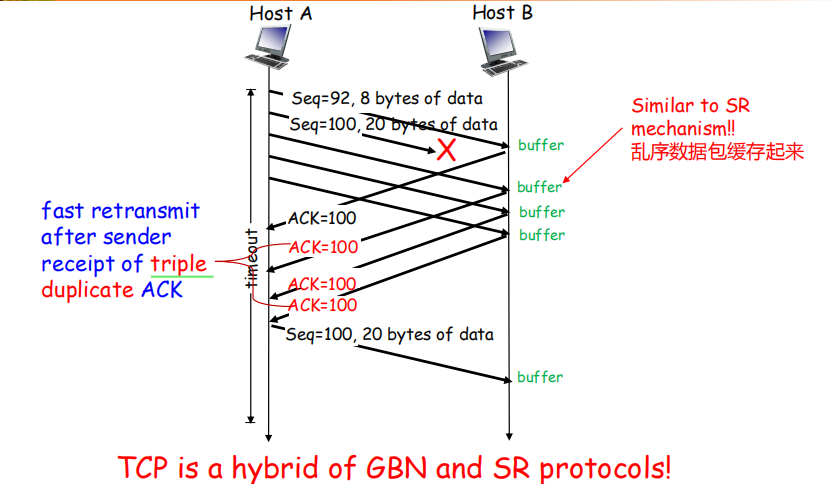 Host A
Host B
Seq=92, 8 bytes of data
Seq=100, 20 bytes of data
X
buffer
Similar to SR
mechanism!!
乱序数据包缓存起来
buffer
buffer
buffer
fast retransmit
after sender
receipt of triple
duplicate ACK
timeout
ACK=100
ACK=100
ACK=100
ACK=100
Seq=100, 20 bytes of data
buffer
TCP is a hybrid of GBN and SR protocols!